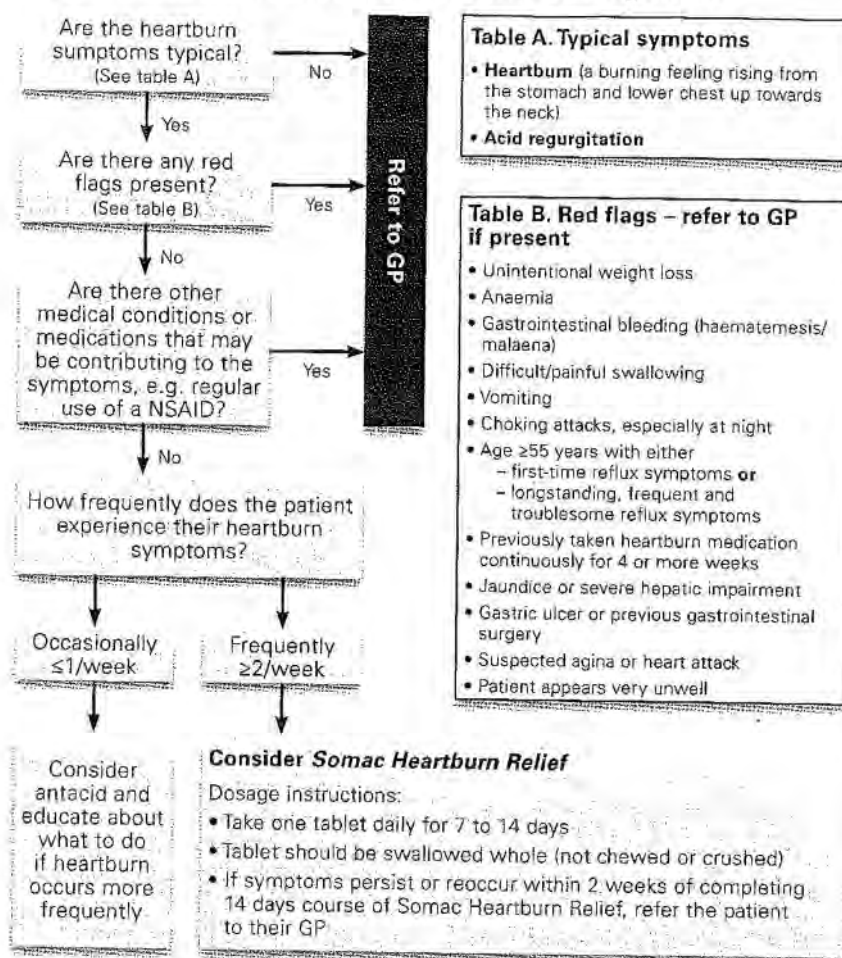 Are the heartburn
sumptoms typical?
(See table A)
No
Yes
Are there any red
flags present?
(See table B)
Yes
No
Are there other
medical conditions or
medications that may
be contributing to the
symptoms, e.g. regular
use of a NSAID?
Yes
No
Refer to GP
How frequently does the patient
experience their heartburn
symptoms?
Occasionally
≤1/week
Frequently
≥2/week
Consider
antacid and
educate about
what to do
if heartburn
occurs more
frequently
Consider Somac Heartburn Relief
Dosage instructions:
• Take one tablet daily for 7 to 14 days
• Tablet should be swallowed whole (not chewed or crushed)
• If symptoms persist or reoccur within 2 weeks of completing
14 days course of Somac Heartburn Relief, refer the patient
to their GP
Table A. Typical symptoms
• Heartburn (a burning feeling rising from
the stomach and lower chest up towards
the neck)
• Acid regurgitation
Table B. Red flags – refer to GP
if present
• Unintentional weight loss
• Anaemia
• Gastrointestinal bleeding (haematemesis/
malaena)
• Difficult/painful swallowing
• Vomiting
• Choking attacks, especially at night
• Age ≥55 years with either
– first-time reflux symptoms or
– longstanding, frequent and
troublesome reflux symptoms
• Previously taken heartburn medication
continuously for 4 or more weeks
• Jaundice or severe hepatic impairment
• Gastric ulcer or previous gastrointestinal
surgery
• Suspected agina or heart attack
• Patient appears very unwell